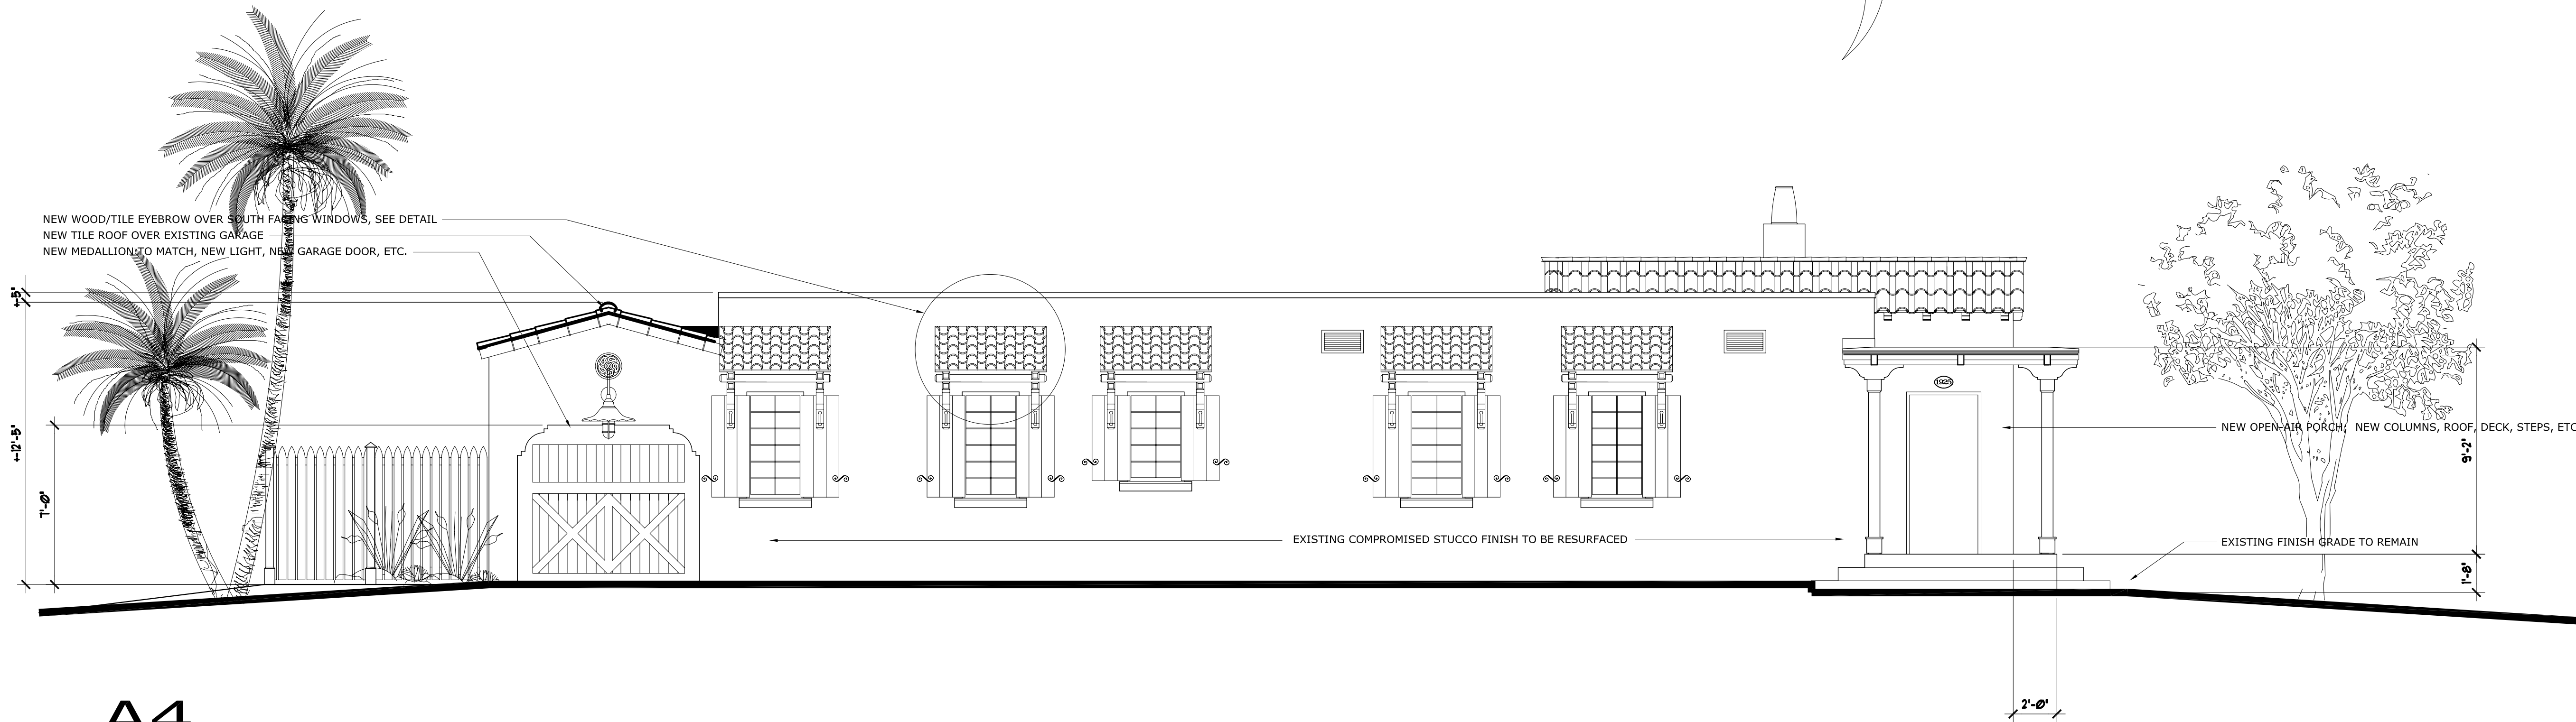 NEW WOOD/TILE EYEBROW OVER SOUTH FACING WINDOWS, SEE DETAIL
NEW TILE ROOF OVER EXISTING GARAGE
NEW MEDALLION TO MATCH, NEW LIGHT, NEW GARAGE DOOR, ETC.
+-5"
+-12'-5"
7'-0"
1925
NEW OPEN-AIR PORCH; NEW COLUMNS, ROOF, DECK, STEPS, ETC
9'-2"
EXISTING COMPROMISED STUCCO FINISH TO BE RESURFACED
EXISTING FINISH GRADE TO REMAIN
1'-8"
2'-0"
A4